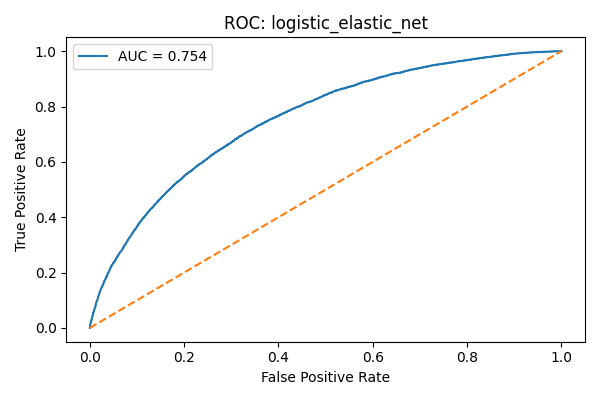 ROC: logistic_elastic_net
AUC = 0.754
True Positive Rate
1.0
0.8
0.6
0.4
0.2
0.0
0.0 0.2 0.4 0.6 0.8 1.0
False Positive Rate